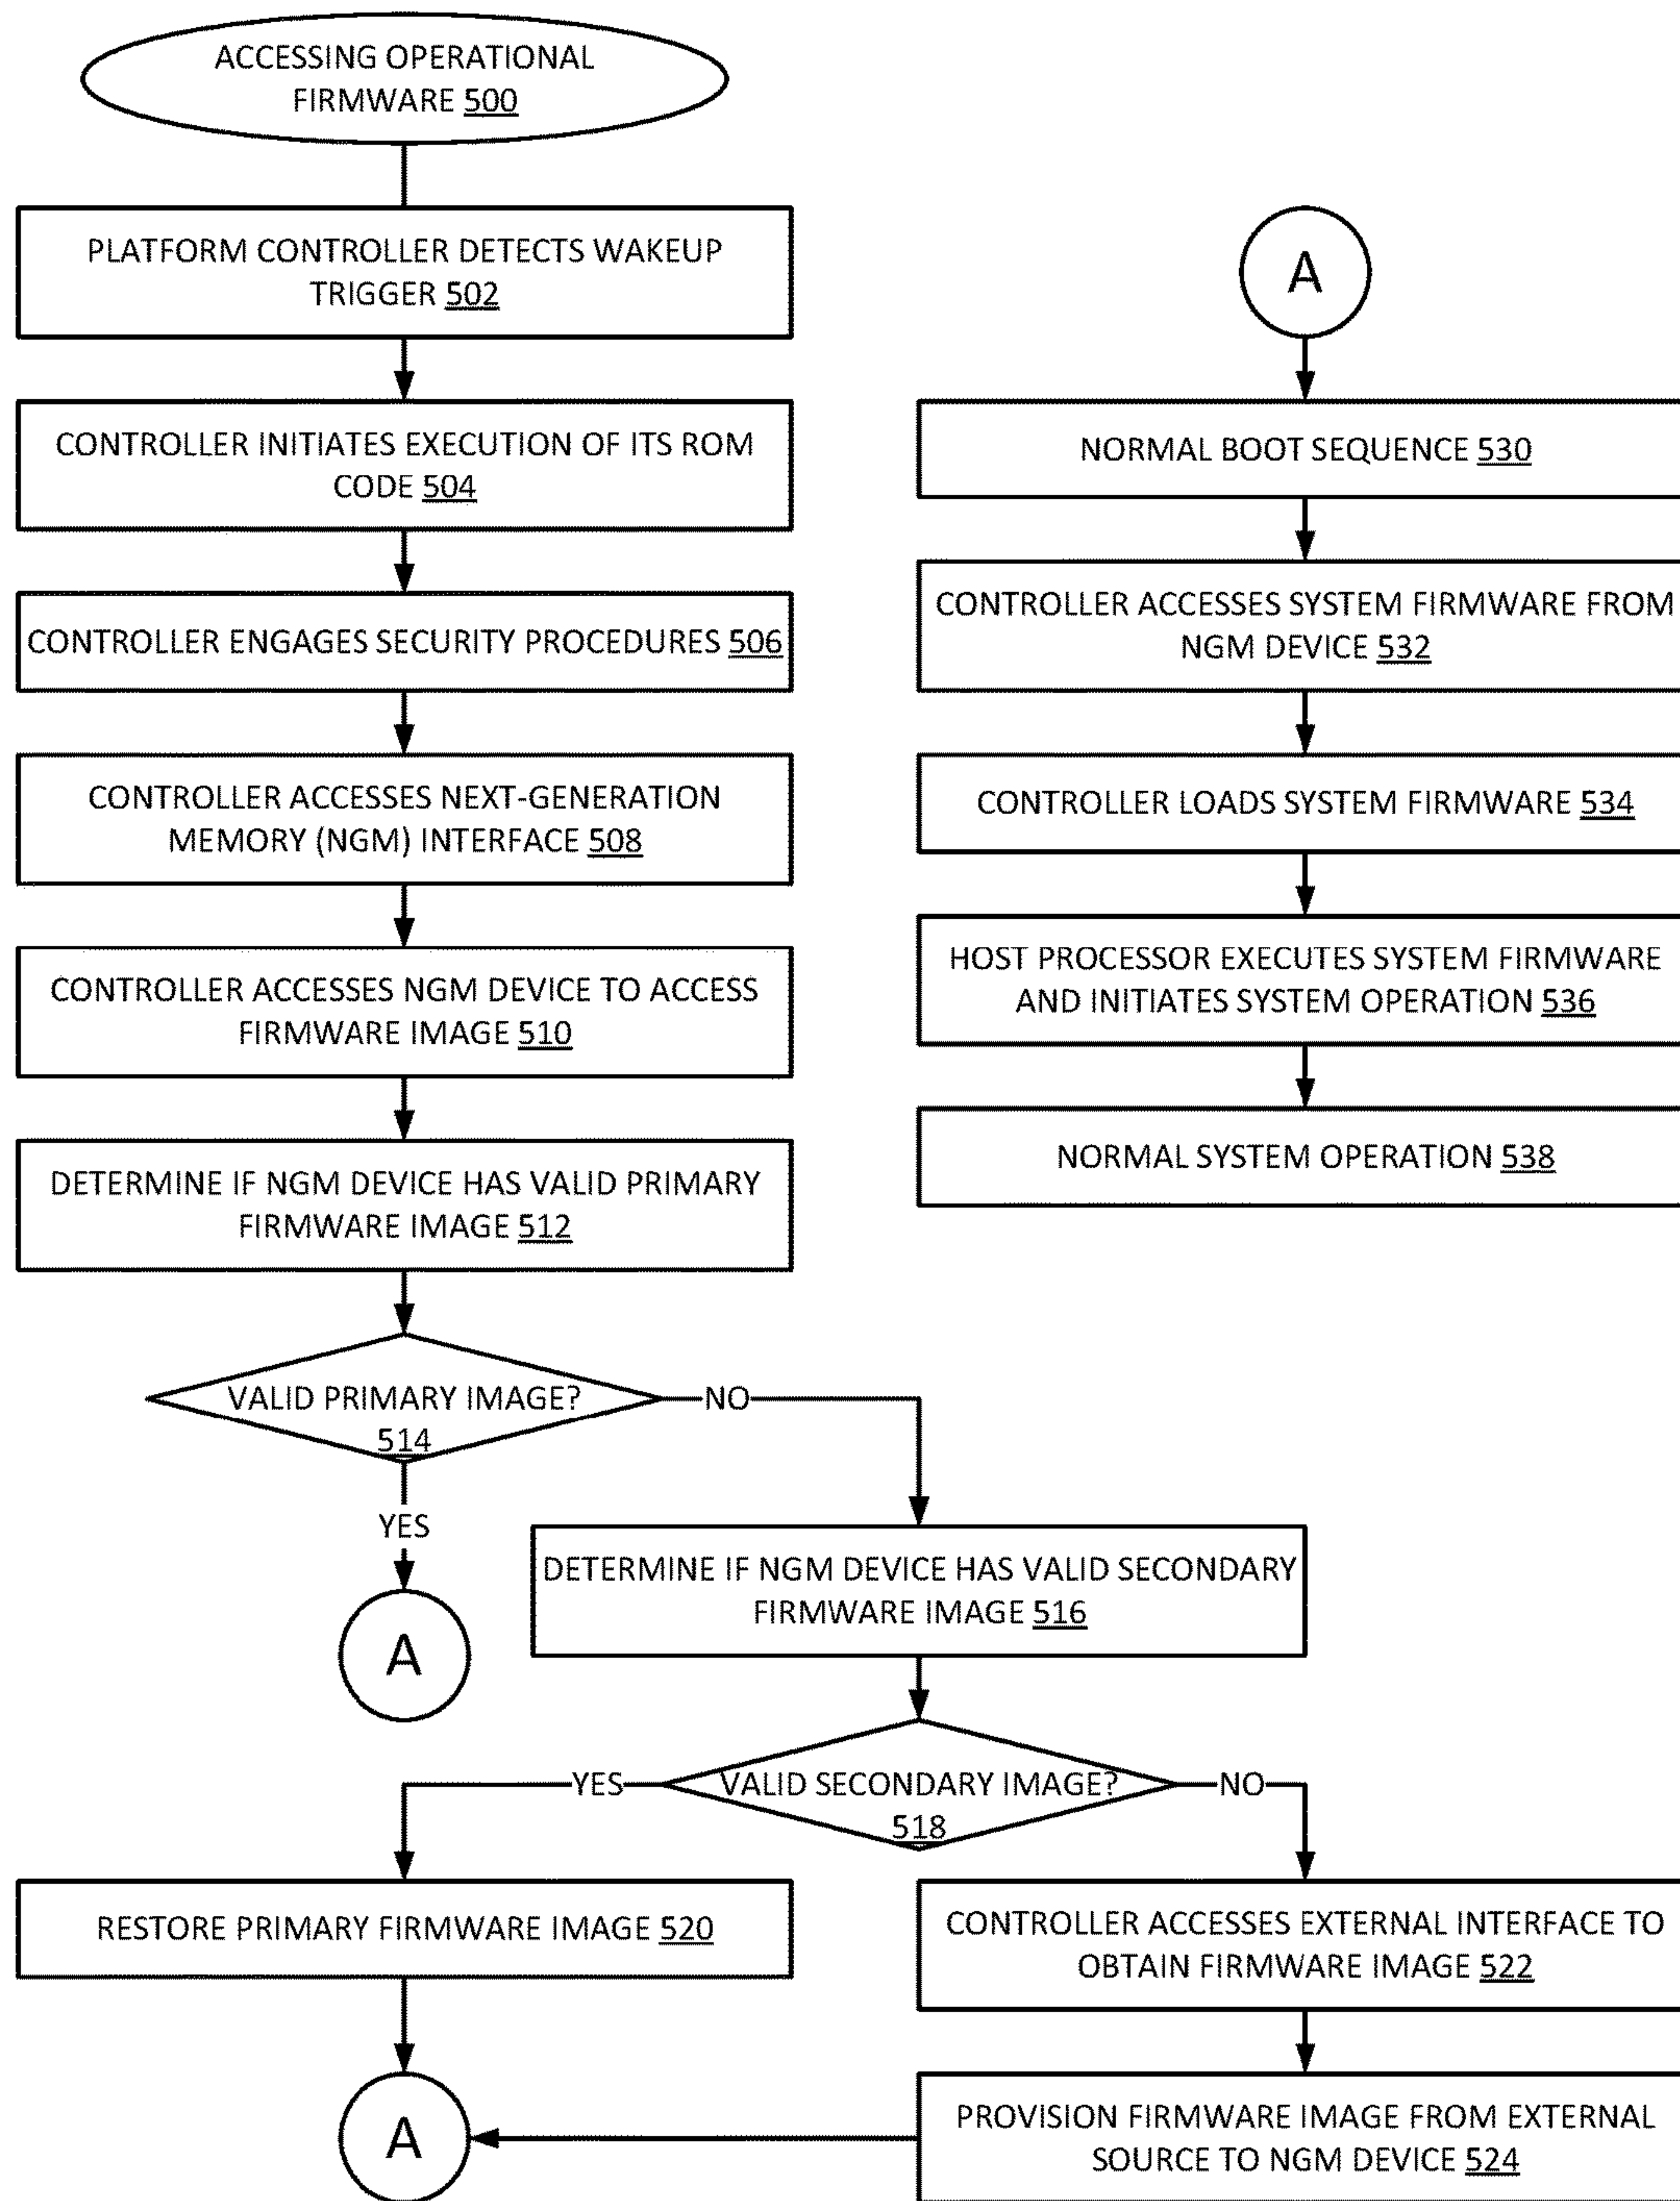 ACCESSING OPERATIONAL
FIRMWARE 500
PLATFORM CONTROLLER DETECTS WAKEUP
TRIGGER 502
CONTROLLER INITIATES EXECUTION OF ITS ROM
CODE 504
CONTROLLER ENGAGES SECURITY PROCEDURES 506
CONTROLLER ACCESSES NEXT-GENERATION
MEMORY (NGM) INTERFACE 508
CONTROLLER ACCESSES NGM DEVICE TO ACCESS
FIRMWARE IMAGE 510
DETERMINE IF NGM DEVICE HAS VALID PRIMARY
FIRMWARE IMAGE 512
VALID PRIMARY IMAGE?
514
NO
YES
A
DETERMINE IF NGM DEVICE HAS VALID SECONDARY
FIRMWARE IMAGE 516
VALID SECONDARY IMAGE?
518
YES
NO
RESTORE PRIMARY FIRMWARE IMAGE 520
CONTROLLER ACCESSES EXTERNAL INTERFACE TO
OBTAIN FIRMWARE IMAGE 522
PROVISION FIRMWARE IMAGE FROM EXTERNAL
SOURCE TO NGM DEVICE 524
A
A
NORMAL BOOT SEQUENCE 530
CONTROLLER ACCESSES SYSTEM FIRMWARE FROM
NGM DEVICE 532
CONTROLLER LOADS SYSTEM FIRMWARE 534
HOST PROCESSOR EXECUTES SYSTEM FIRMWARE
AND INITIATES SYSTEM OPERATION 536
NORMAL SYSTEM OPERATION 538